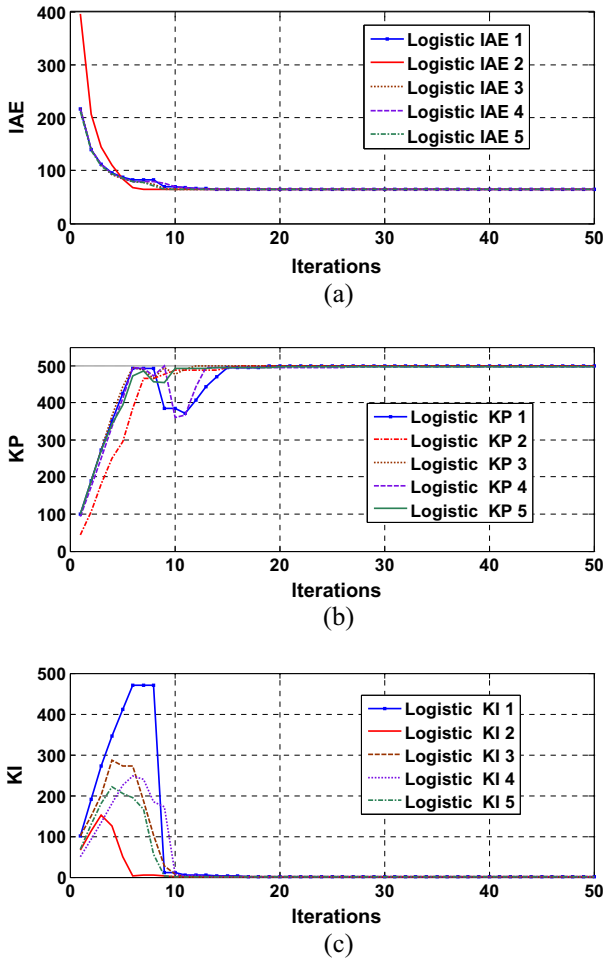 400
300
200
100
0
IAE
Logistic IAE 1
Logistic IAE 2
Logistic IAE 3
Logistic IAE 4
Logistic IAE 5
0 10 20 30 40 50
Iterations
(a)
500
400
300
200
100
0
KP
Logistic KP 1
Logistic KP 2
Logistic KP 3
Logistic KP 4
Logistic KP 5
0 10 20 30 40 50
Iterations
(b)
500
400
300
200
100
0
KI
Logistic KI 1
Logistic KI 2
Logistic KI 3
Logistic KI 4
Logistic KI 5
0 10 20 30 40 50
Iterations
(c)